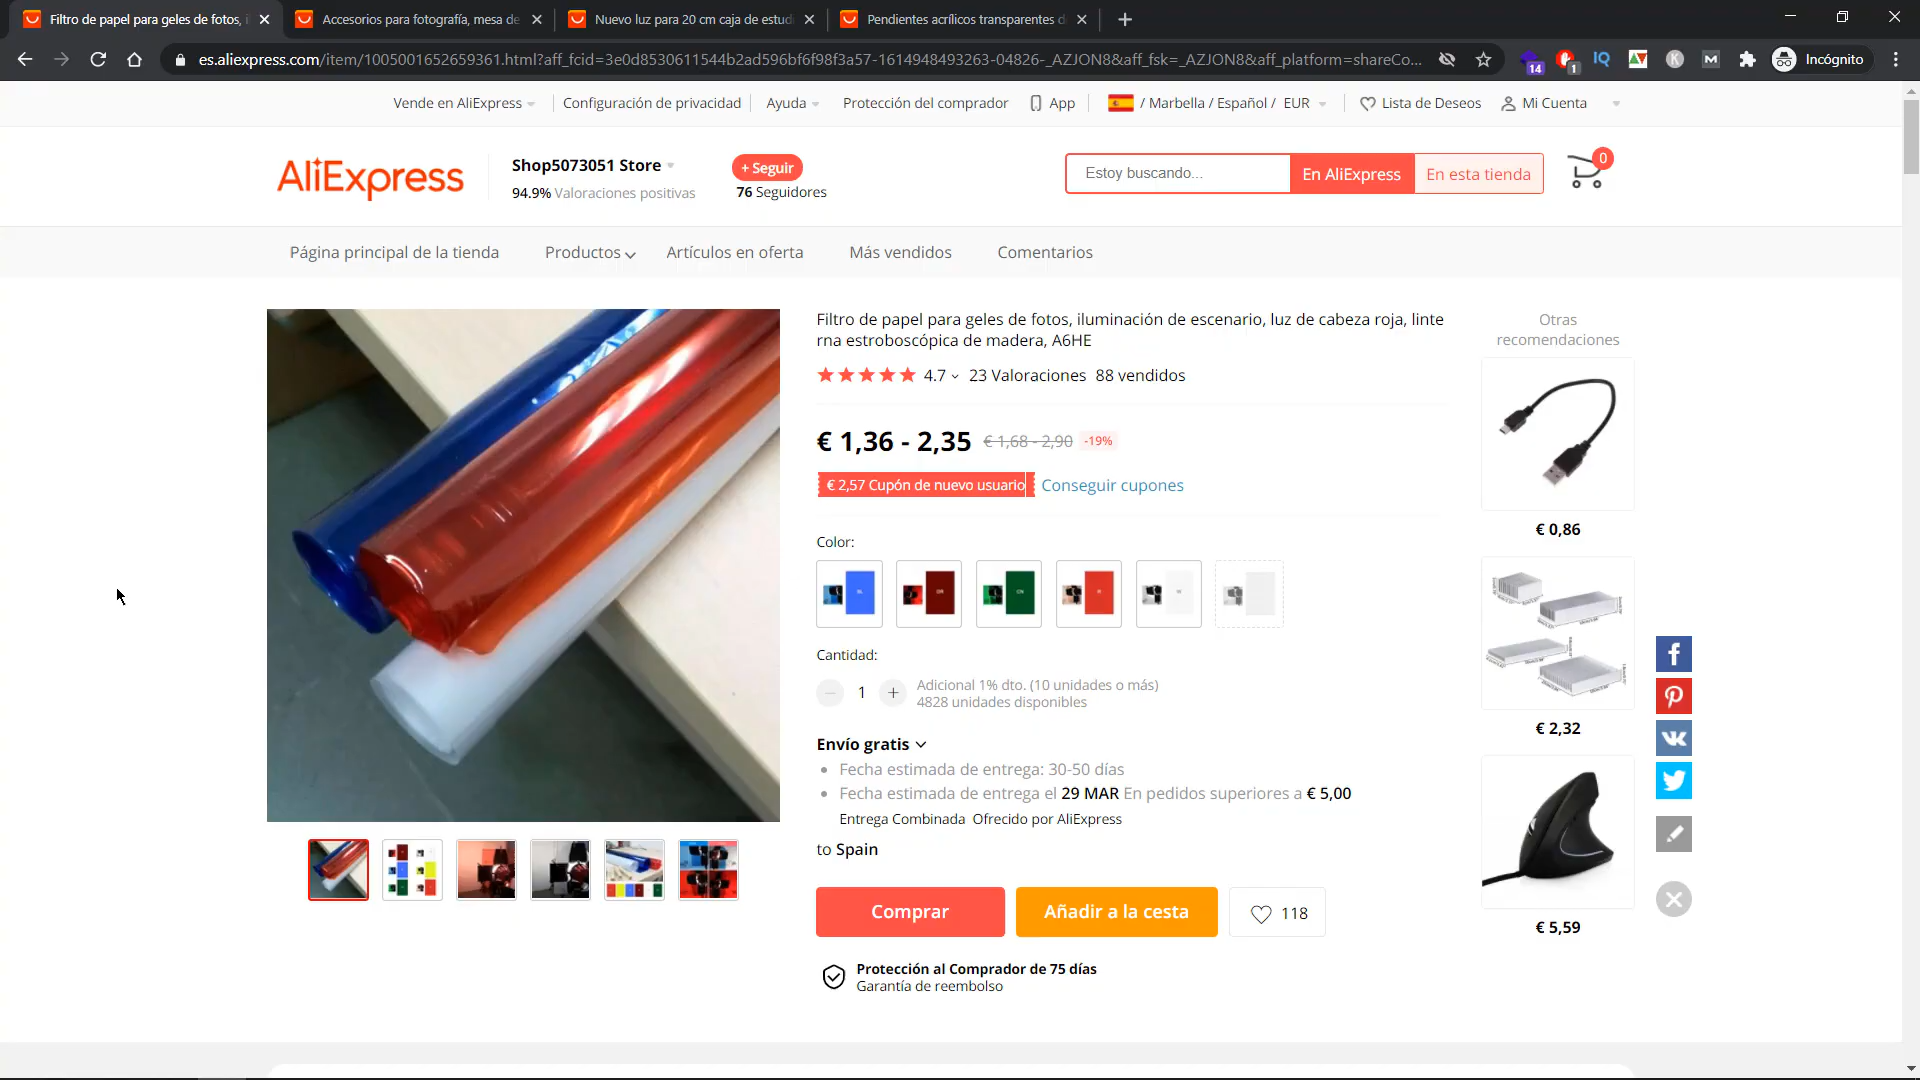 Filtro de papel para geles de fotos, i
Accesorios para fotografía, mesa de
Nuevo luz para 20 cm caja de estud
Pendientes acrílicos transparentes d
es.aliexpress.com/item/1005001652659361.html?aff_fcid=3e0d8530611544b2ad596bf6f98f3a57-1614948493263-04826-_AZJON8&aff_fsk=_AZJON8&aff_platform=shareCo...
14
1
IQ
K
M
Incógnito
Vende en AliExpress
Configuración de privacidad
Ayuda
Protección del comprador
App
/ Marbella / Español / EUR
Lista de Deseos
Mi Cuenta
AliExpress
Shop5073051 Store
94.9% Valoraciones positivas
+ Seguir
76 Seguidores
Estoy buscando...
En AliExpress
En esta tienda
0
Página principal de la tienda
Productos
Artículos en oferta
Más vendidos
Comentarios
Filtro de papel para geles de fotos, iluminación de escenario, luz de cabeza roja, linte
rna estroboscópica de madera, A6HE
4.7
23 Valoraciones
88 vendidos
€ 1,36 - 2,35
€ 1,68 - 2,90
-19%
€ 2,57 Cupón de nuevo usuario
Conseguir cupones
Color:
Cantidad:
1
Adicional 1% dto. (10 unidades o más)
4828 unidades disponibles
Envío gratis
Fecha estimada de entrega: 30-50 días
Fecha estimada de entrega el 29 MAR En pedidos superiores a € 5,00
Entrega Combinada Ofrecido por AliExpress
to Spain
Comprar
Añadir a la cesta
118
Protección al Comprador de 75 días
Garantía de reembolso
Otras
recomendaciones
€ 0,86
€ 2,32
€ 5,59